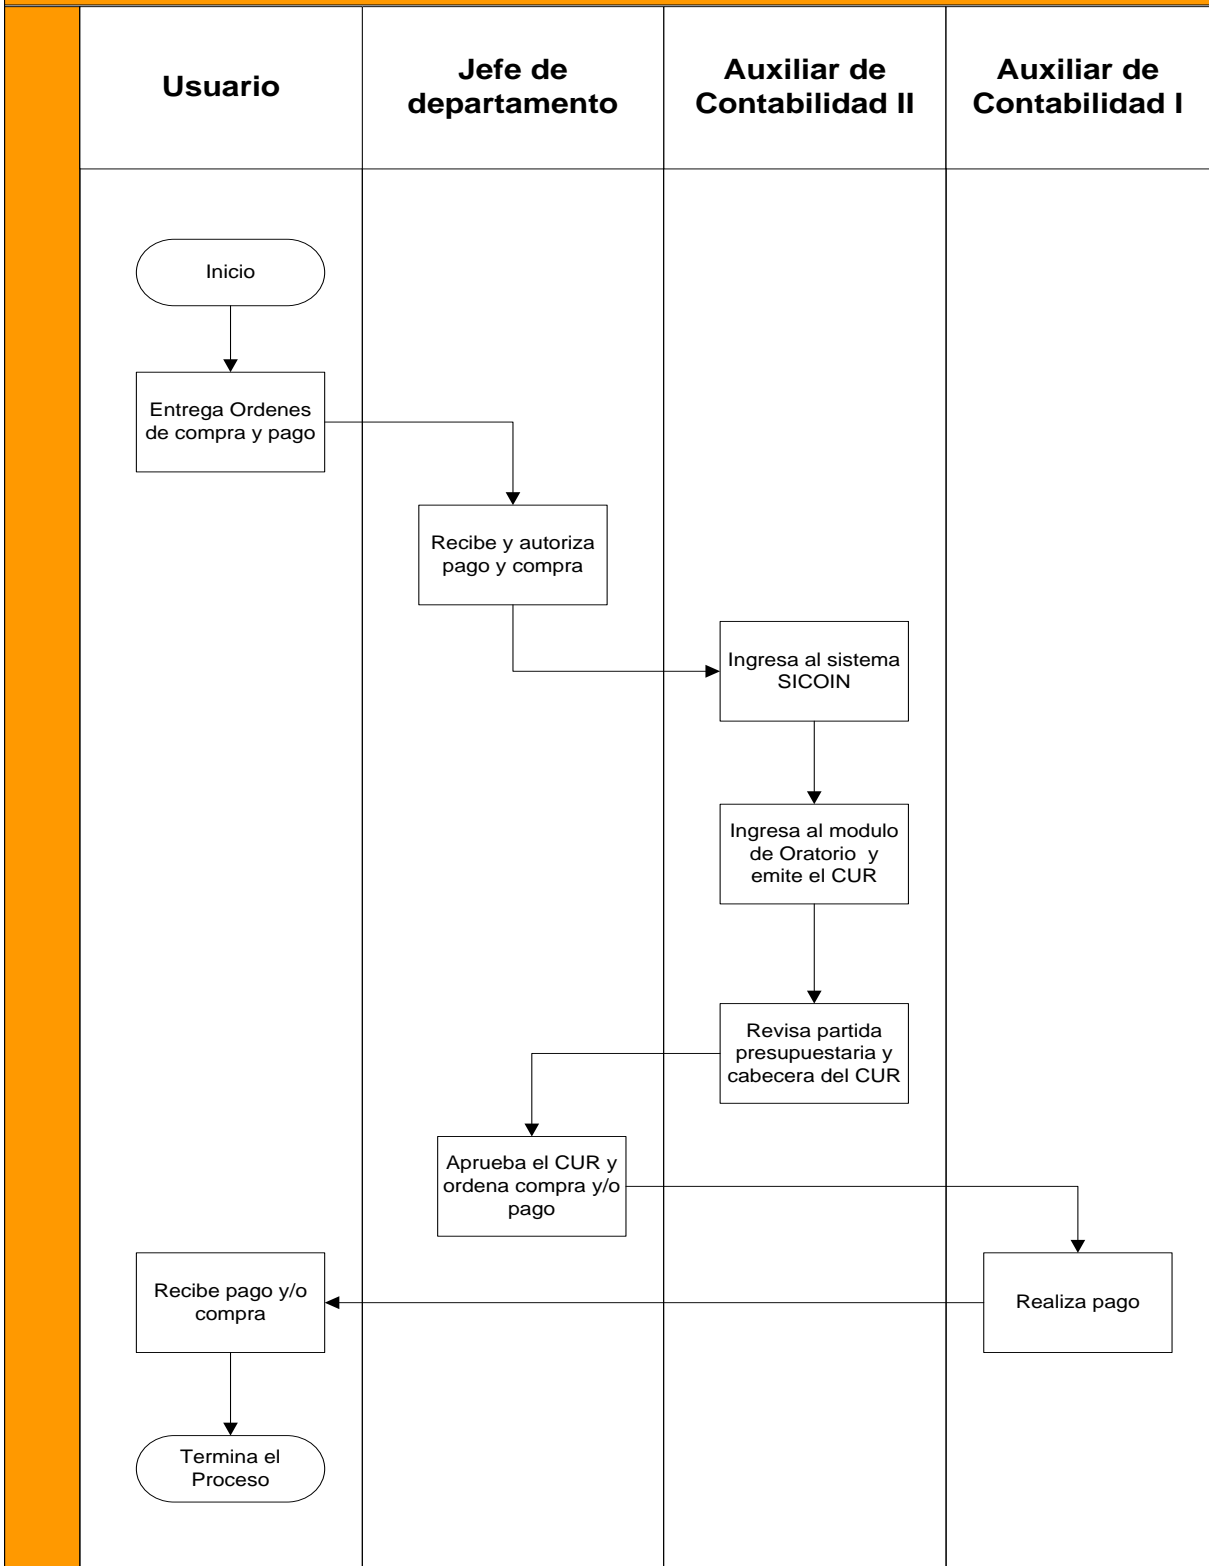 Usuario
Jefe de
departamento
Auxiliar de
Contabilidad II
Auxiliar de
Contabilidad I
Inicio
Entrega Ordenes
de compra y pago
Recibe y autoriza
pago y compra
Ingresa al sistema
SICOIN
Ingresa al modulo
de Oratorio y
emite el CUR
Revisa partida
presupuestaria y
cabecera del CUR
Aprueba el CUR y
ordena compra y/o
pago
Realiza pago
Recibe pago y/o
compra
Termina el
Proceso